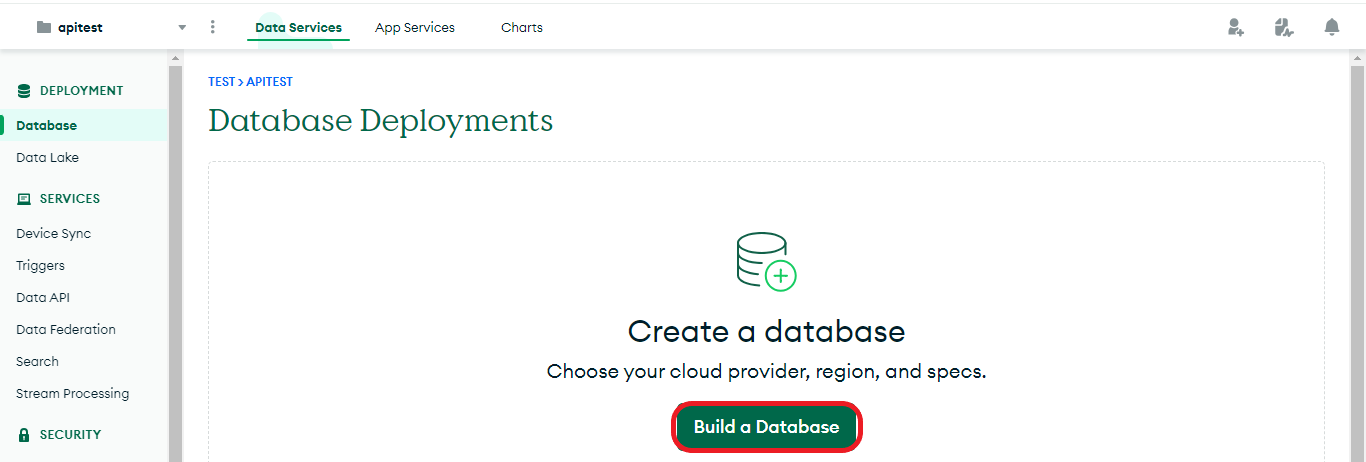 apitest
Data Services
App Services
Charts
DEPLOYMENT
Database
Data Lake
SERVICES
Device Sync
Triggers
Data API
Data Federation
Search
Stream Processing
SECURITY
TEST > APITEST
Database Deployments
Create a database
Choose your cloud provider, region, and specs.
Build a Database